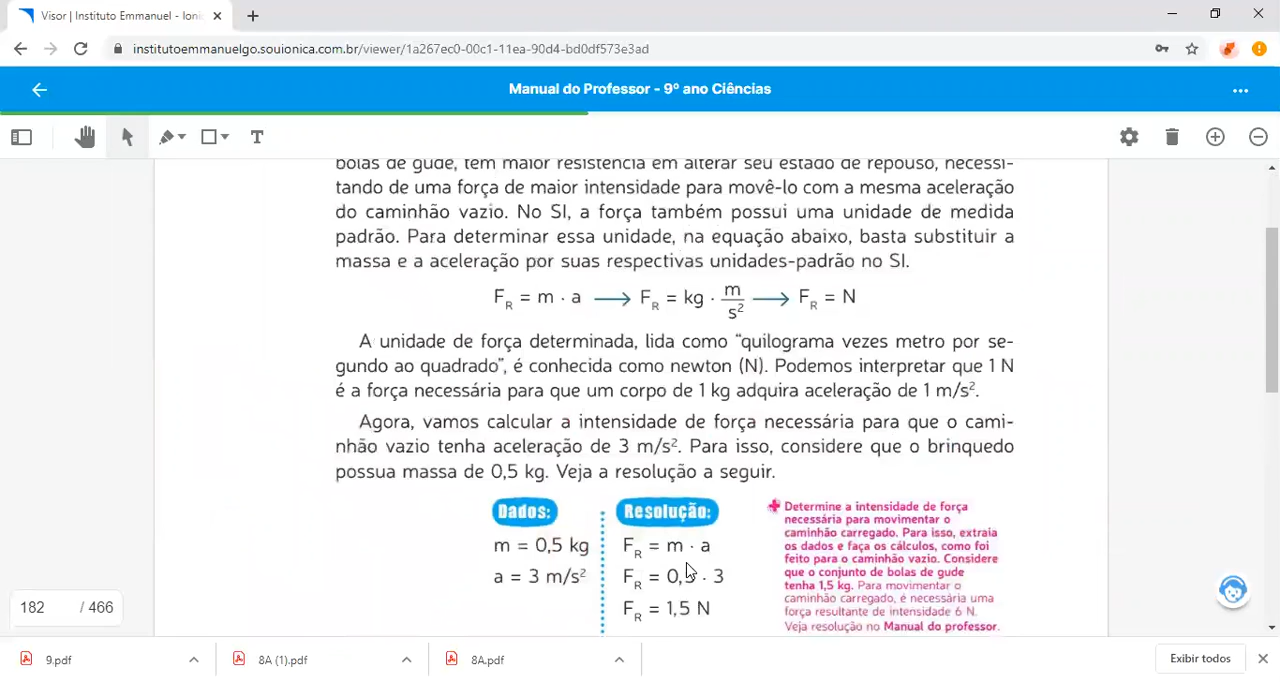 Visor | Instituto Emmanuel - Ioni
institutoemmanuelgo.souionica.com.br/viewer/1a267ec0-00c1-11ea-90d4-bd0df573e3ad
Manual do Professor - 9º ano Ciências
T
bolas de gude, tem maior resistência em alterar seu estado de repouso, necessi-
tando de uma força de maior intensidade para movê-lo com a mesma aceleração
do caminhão vazio. No SI, a força também possui uma unidade de medida
padrão. Para determinar essa unidade, na equação abaixo, basta substituir a
massa e a aceleração por suas respectivas unidades-padrão no SI.
F_R = m · a ⟶ F_R = kg · m/s² ⟶ F_R = N
A unidade de força determinada, lida como “quilograma vezes metro por se-
gundo ao quadrado”, é conhecida como newton (N). Podemos interpretar que 1 N
é a força necessária para que um corpo de 1 kg adquira aceleração de 1 m/s².
Agora, vamos calcular a intensidade de força necessária para que o cami-
nhão vazio tenha aceleração de 3 m/s². Para isso, considere que o brinquedo
possua massa de 0,5 kg. Veja a resolução a seguir.
Dados:
m = 0,5 kg
a = 3 m/s²
Resolução:
F_R = m · a
F_R = 0,5 · 3
F_R = 1,5 N
Determine a intensidade de força
necessária para movimentar o
caminhão carregado. Para isso, extraia
os dados e faça os cálculos, como foi
feito para o caminhão vazio. Considere
que o conjunto de bolas de gude
tenha 1,5 kg. Para movimentar o
caminhão carregado, é necessária uma
força resultante de intensidade 6 N.
Veja resolução no Manual do professor.
182 / 466
9.pdf
8A (1).pdf
8A.pdf
Exibir todos